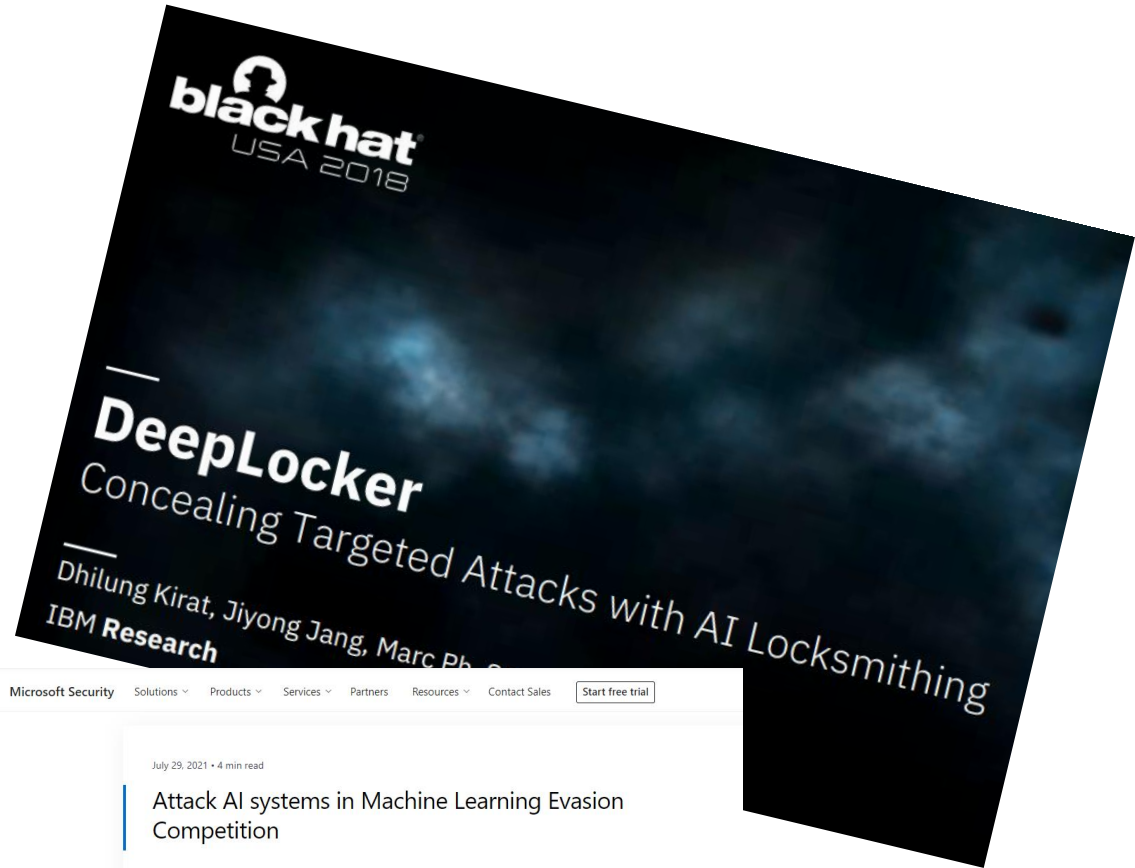 black hat
USA 2018
DeepLocker
Concealing Targeted Attacks with AI Locksmithing
Dhilung Kirat, Jiyong Jang, Marc Ph.
IBM Research
Microsoft Security Solutions Products Services Partners Resources Contact Sales Start free trial
July 29, 2021 • 4 min read
Attack AI systems in Machine Learning Evasion
Competition